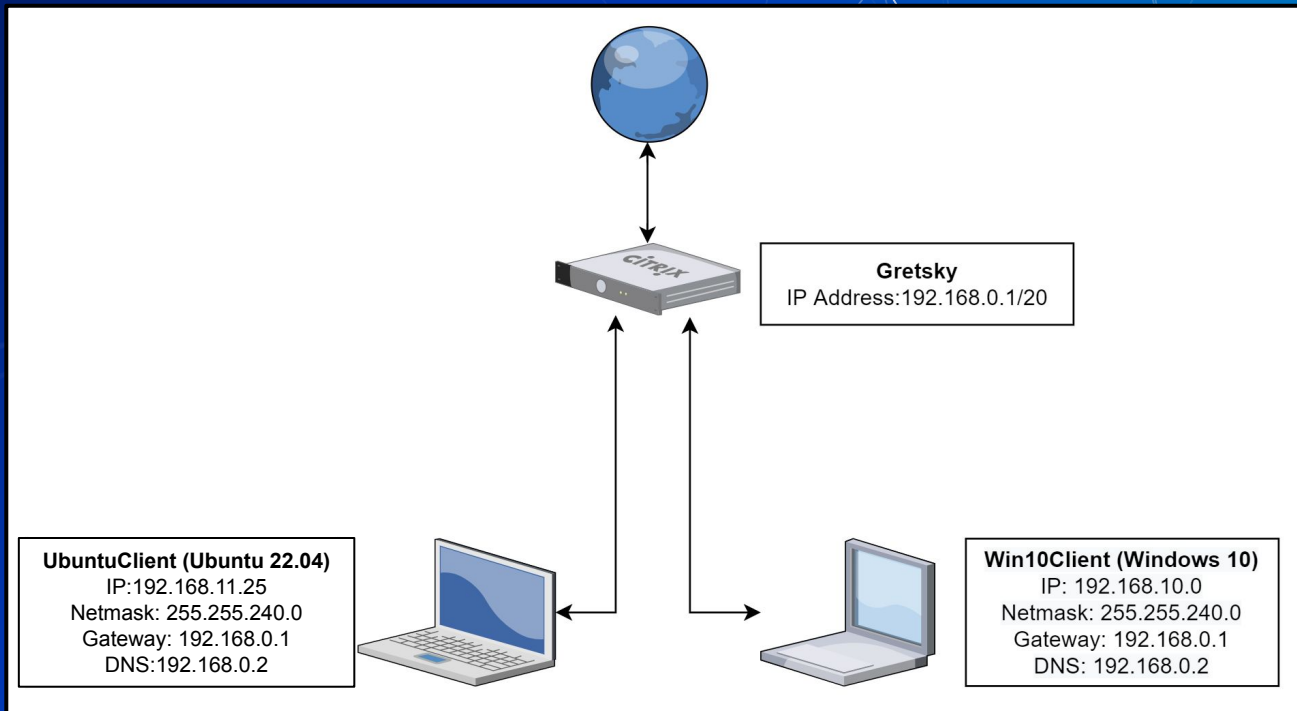 CITRIX
Gretsky
IP Address:192.168.0.1/20
UbuntuClient (Ubuntu 22.04)
IP:192.168.11.25
Netmask: 255.255.240.0
Gateway: 192.168.0.1
DNS:192.168.0.2
Win10Client (Windows 10)
IP: 192.168.10.0
Netmask: 255.255.240.0
Gateway: 192.168.0.1
DNS: 192.168.0.2